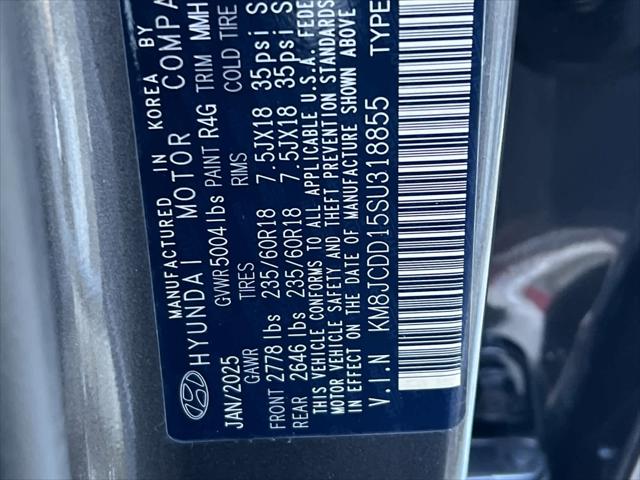 MANUFACTURED IN KOREA BY
HYUNDAI MOTOR COMPA
JAN/2025 GVWR 5004 lbs PAINT R4G TRIM MMH
GAWR TIRES RIMS COLD TIRE
FRONT 2778 lbs 235/60R18 7.5JX18 35psi S
REAR 2646 lbs 235/60R18 7.5JX18 35psi S
THIS VEHICLE CONFORMS TO ALL APPLICABLE U.S.A. FEDE
MOTOR VEHICLE SAFETY AND THEFT PREVENTION STANDARDS
IN EFFECT ON THE DATE OF MANUFACTURE SHOWN ABOVE
V.I.N KM8JCDD15SU318855 TYPE